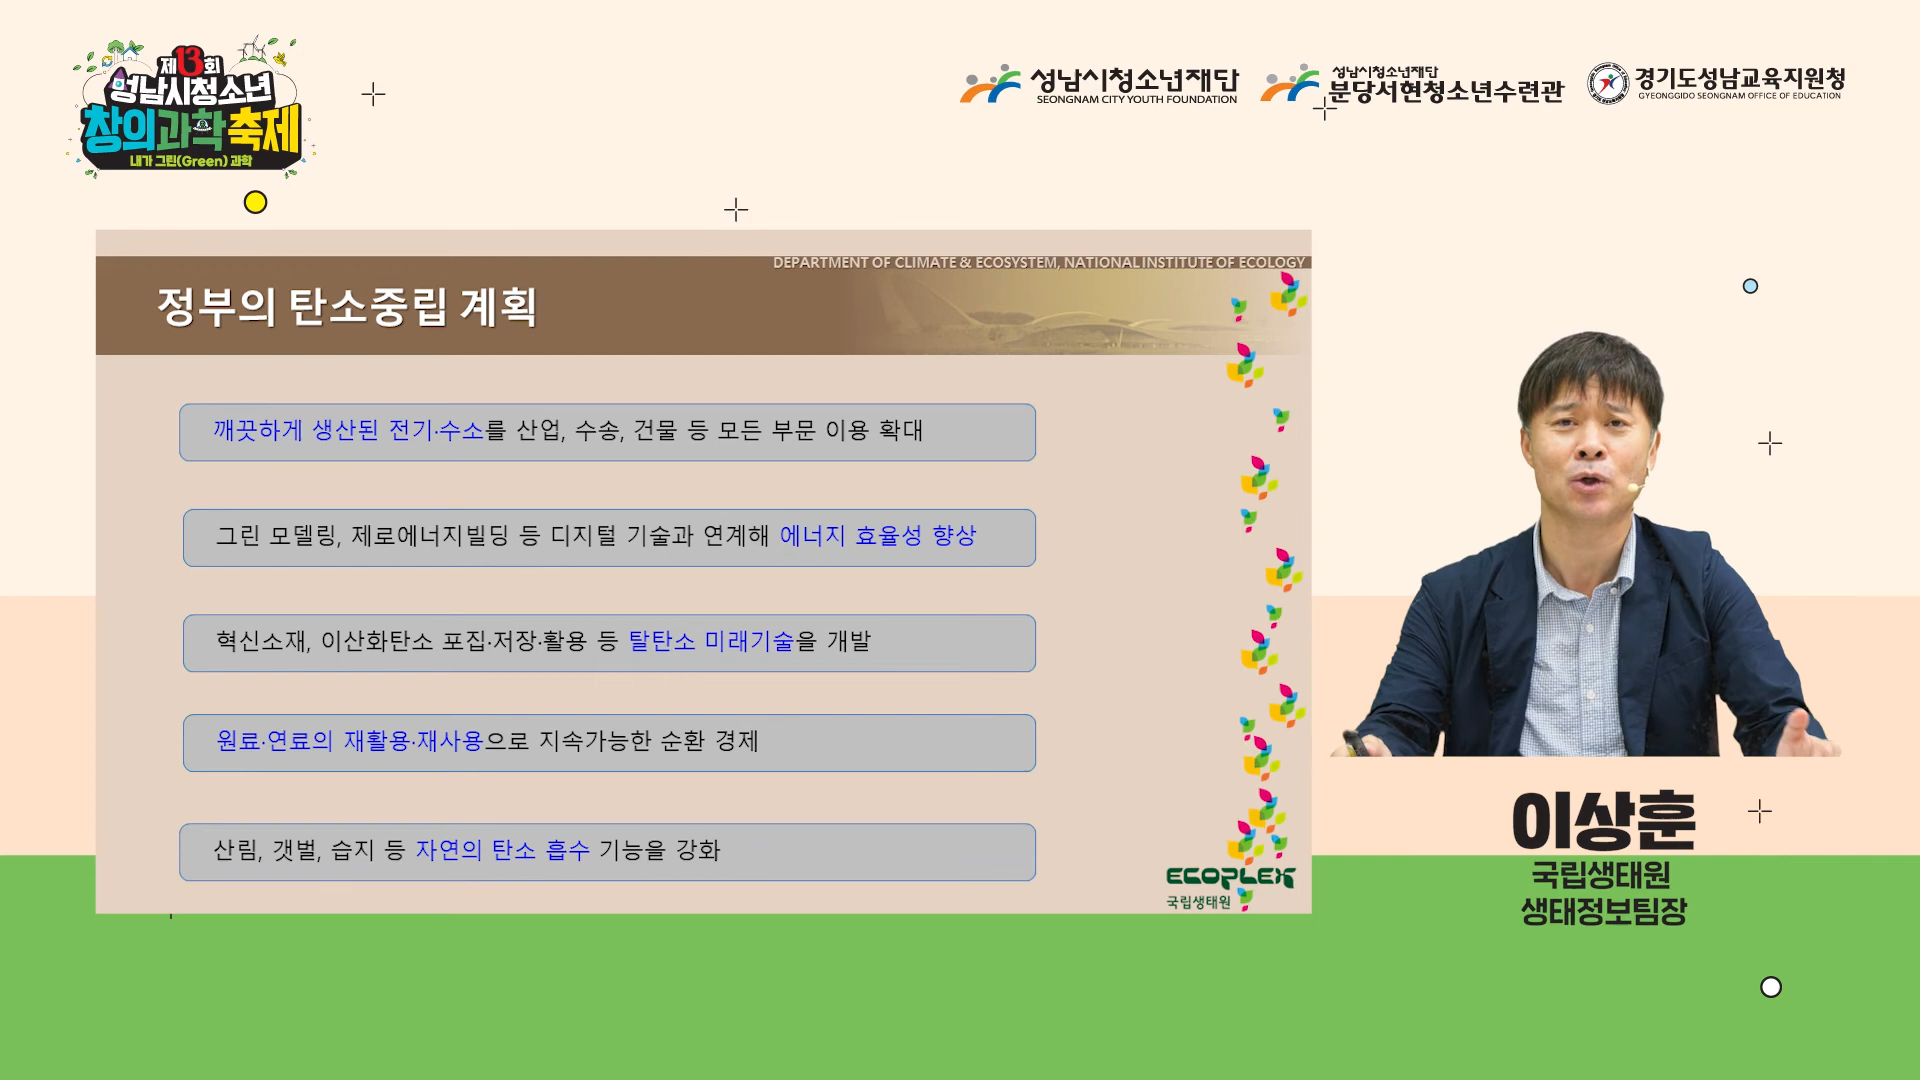 제13회
성남시청소년
창의과학축제
내가 그린(Green) 과학
성남시청소년재단
SEONGNAM CITY YOUTH FOUNDATION
성남시청소년재단
분당서현청소년수련관
경기도성남교육지원청
GYEONGGIDO SEONGNAM OFFICE OF EDUCATION
DEPARTMENT OF CLIMATE & ECOSYSTEM, NATIONAL INSTITUTE OF ECOLOGY
정부의 탄소중립 계획
깨끗하게 생산된 전기·수소를 산업, 수송, 건물 등 모든 부문 이용 확대
그린 모델링, 제로에너지빌딩 등 디지털 기술과 연계해 에너지 효율성 향상
혁신소재, 이산화탄소 포집·저장·활용 등 탈탄소 미래기술을 개발
원료·연료의 재활용·재사용으로 지속가능한 순환 경제
산림, 갯벌, 습지 등 자연의 탄소 흡수 기능을 강화
ECOPLEX
국립생태원
이상훈
국립생태원
생태정보팀장